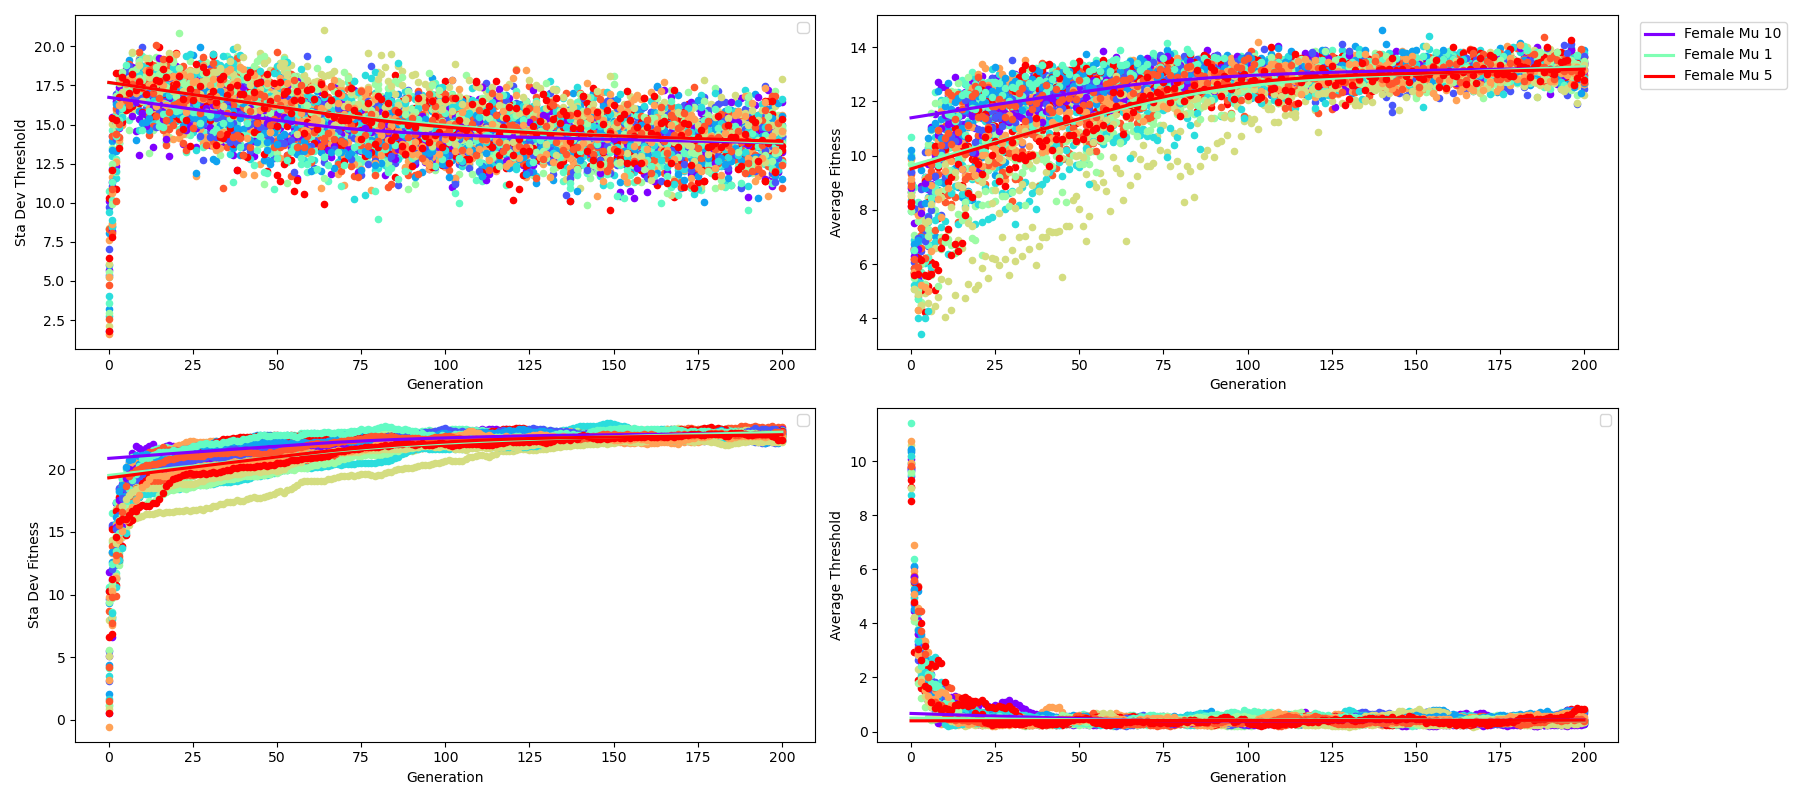 20.0
17.5
15.0
12.5
10.0
7.5
5.0
2.5
Sta Dev Threshold
0 25 50 75 100 125 150 175 200
Generation
14
12
10
8
6
4
Average Fitness
0 25 50 75 100 125 150 175 200
Generation
Female Mu 10
Female Mu 1
Female Mu 5
20
15
10
5
0
Sta Dev Fitness
0 25 50 75 100 125 150 175 200
Generation
10
8
6
4
2
0
Average Threshold
0 25 50 75 100 125 150 175 200
Generation